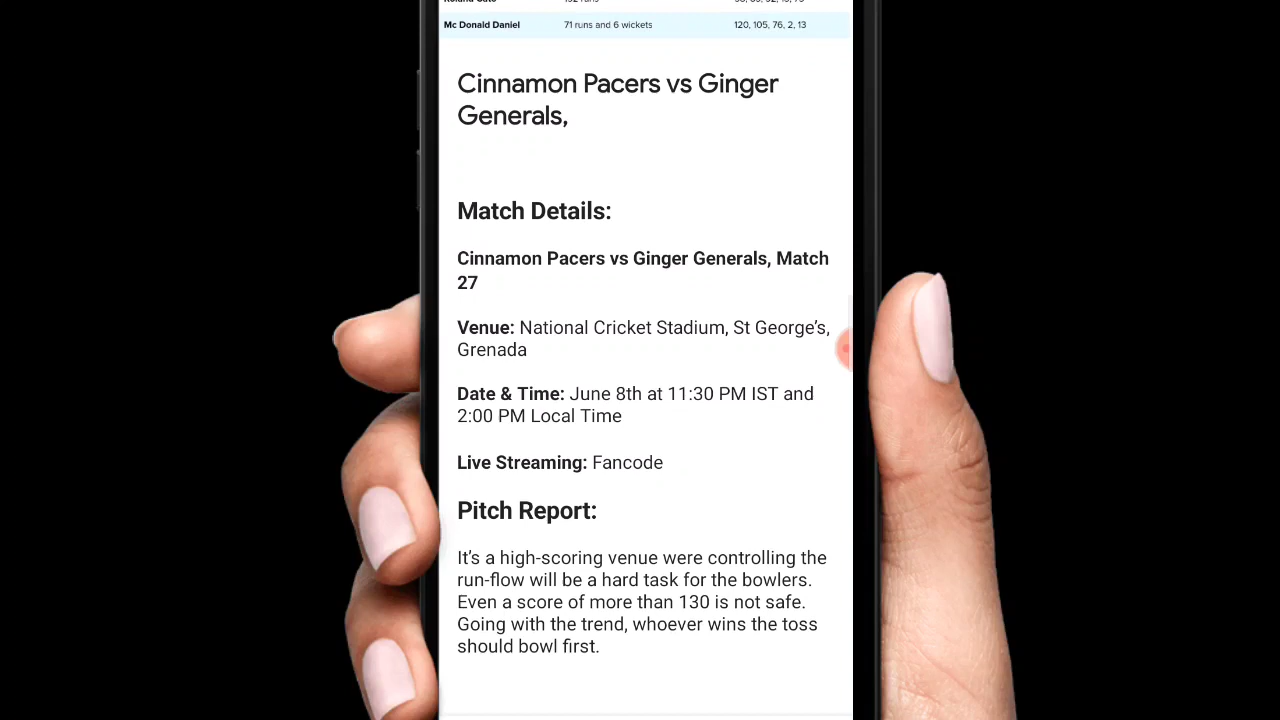 Mc Donald Daniel 71 runs and 6 wickets 120, 105, 76, 2, 13
Cinnamon Pacers vs Ginger
Generals,
Match Details:
Cinnamon Pacers vs Ginger Generals, Match
27
Venue: National Cricket Stadium, St George’s,
Grenada
Date & Time: June 8th at 11:30 PM IST and
2:00 PM Local Time
Live Streaming: Fancode
Pitch Report:
It’s a high-scoring venue were controlling the
run-flow will be a hard task for the bowlers.
Even a score of more than 130 is not safe.
Going with the trend, whoever wins the toss
should bowl first.